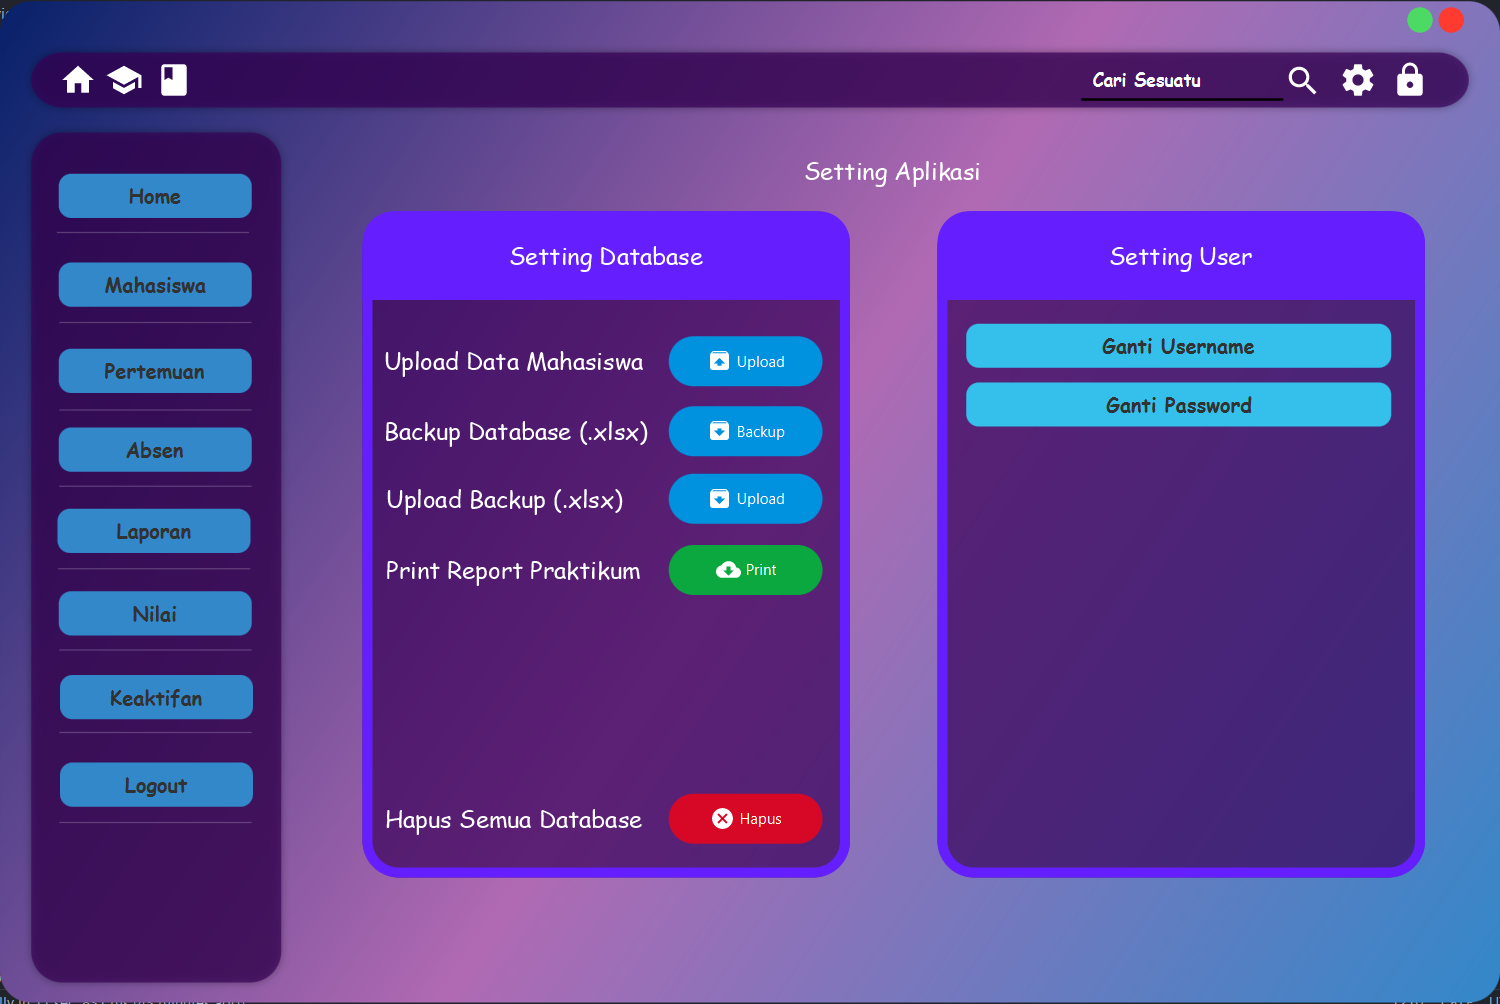 Cari Sesuatu
Home
Mahasiswa
Pertemuan
Absen
Laporan
Nilai
Keaktifan
Logout
Setting Aplikasi
Setting Database
Upload Data Mahasiswa Upload
Backup Database (.xlsx) Backup
Upload Backup (.xlsx) Upload
Print Report Praktikum Print
Hapus Semua Database Hapus
Setting User
Ganti Username
Ganti Password